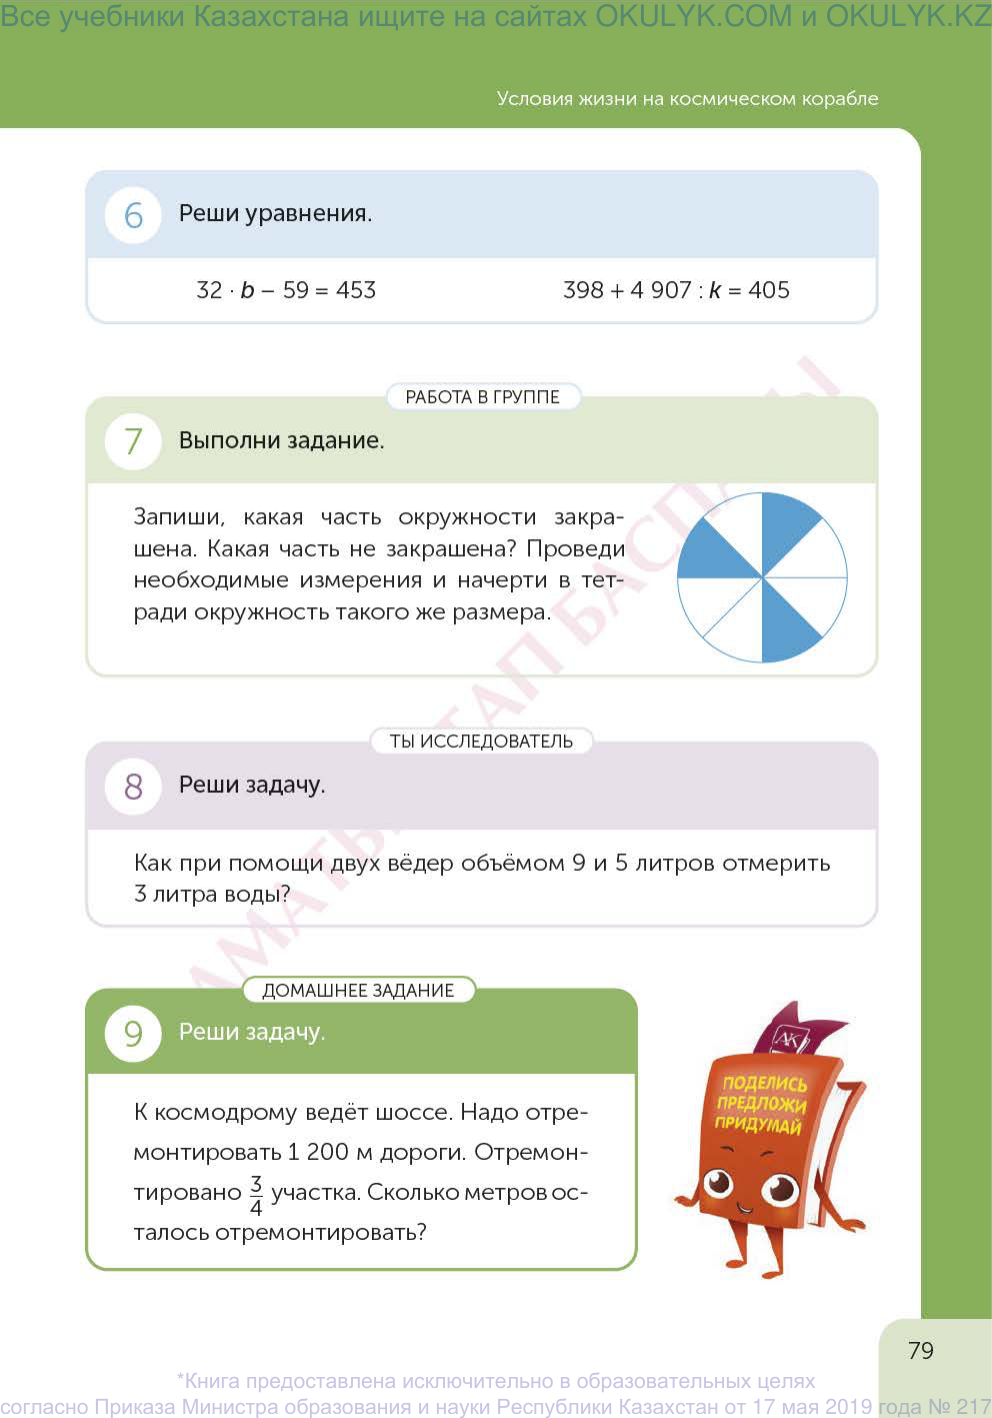 Все учебники Казахстана ищите на сайтах OKULYK.COM и OKULYK.KZ
Условия жизни на космическом корабле
6 Реши уравнения.
32 · b – 59 = 453 398 + 4 907 : k = 405
РАБОТА В ГРУППЕ
7 Выполни задание.
Запиши, какая часть окружности закра-
шена. Какая часть не закрашена? Проведи
необходимые измерения и начерти в тет-
ради окружность такого же размера.
ТЫ ИССЛЕДОВАТЕЛЬ
8 Реши задачу.
Как при помощи двух вёдер объёмом 9 и 5 литров отмерить
3 литра воды?
ДОМАШНЕЕ ЗАДАНИЕ
9 Реши задачу.
К космодрому ведёт шоссе. Надо отре-
монтировать 1 200 м дороги. Отремон-
тировано 3/4 участка. Сколько метров ос-
талось отремонтировать?
АК
ПОДЕЛИСЬ
ПРЕДЛОЖИ
ПРИДУМАЙ
79
*Книга предоставлена исключительно в образовательных целях
согласно Приказа Министра образования и науки Республики Казахстан от 17 мая 2019 года № 217